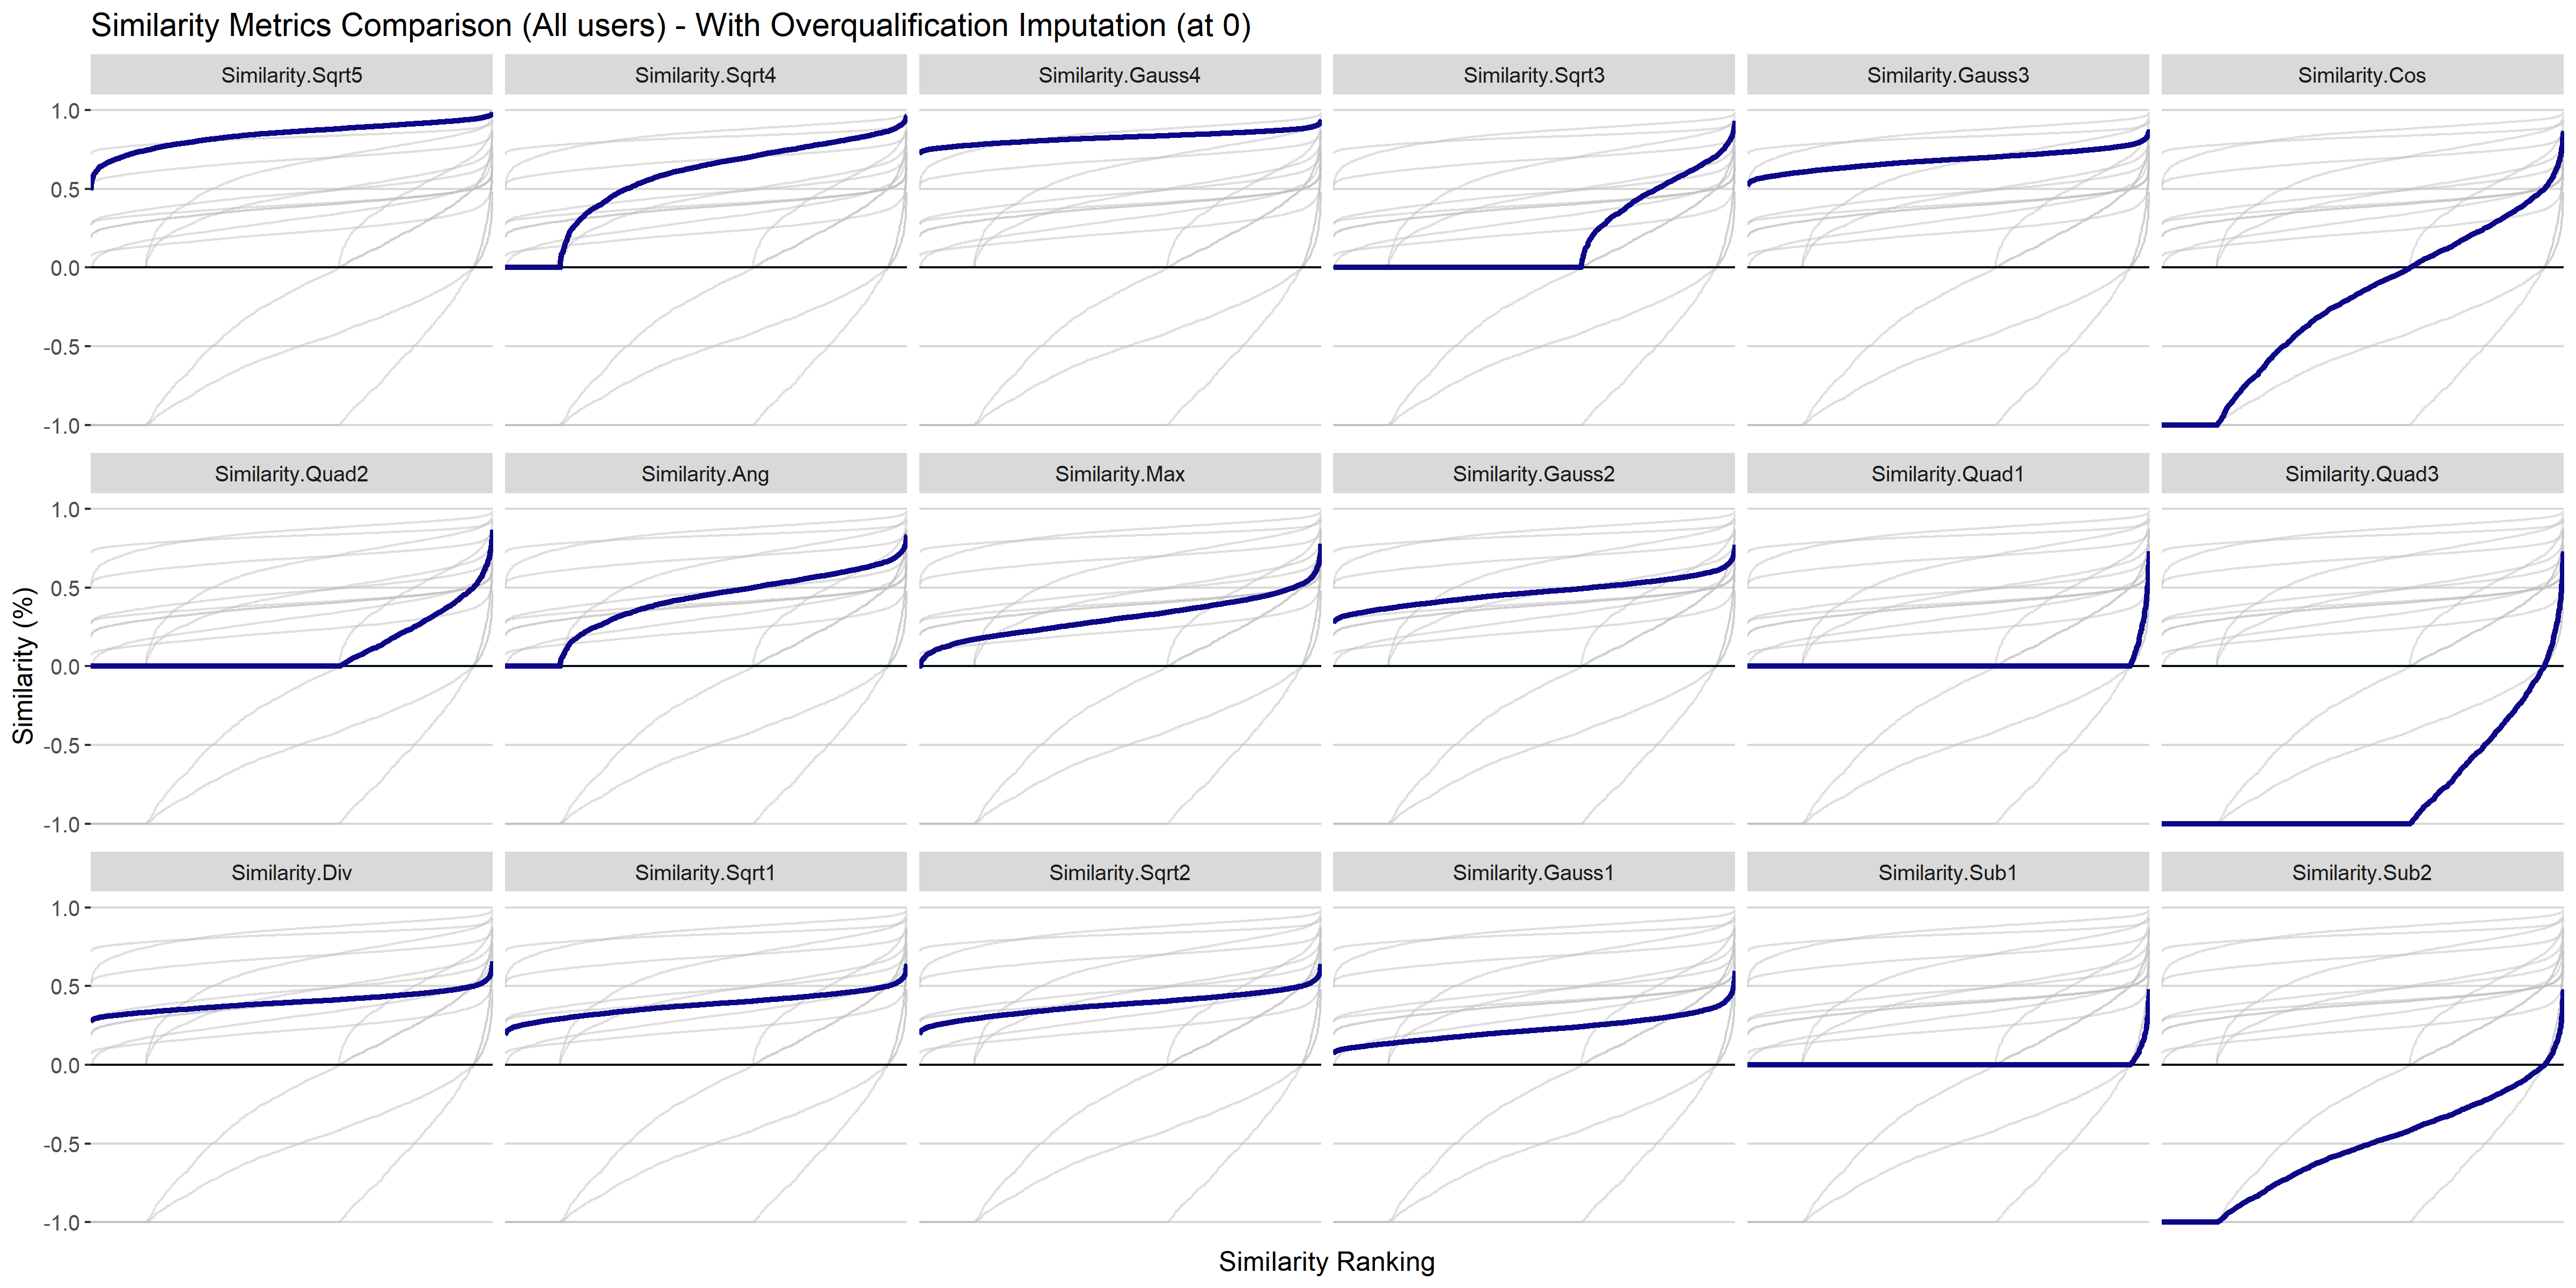 Similarity Metrics Comparison (All users) - With Overqualification Imputation (at 0)
Similarity.Sqrt5 Similarity.Sqrt4 Similarity.Gauss4 Similarity.Sqrt3 Similarity.Gauss3 Similarity.Cos
1.0
0.5
0.0
-0.5
-1.0
Similarity.Quad2 Similarity.Ang Similarity.Max Similarity.Gauss2 Similarity.Quad1 Similarity.Quad3
1.0
0.5
0.0
-0.5
-1.0
Similarity (%)
Similarity.Div Similarity.Sqrt1 Similarity.Sqrt2 Similarity.Gauss1 Similarity.Sub1 Similarity.Sub2
1.0
0.5
0.0
-0.5
-1.0
Similarity Ranking